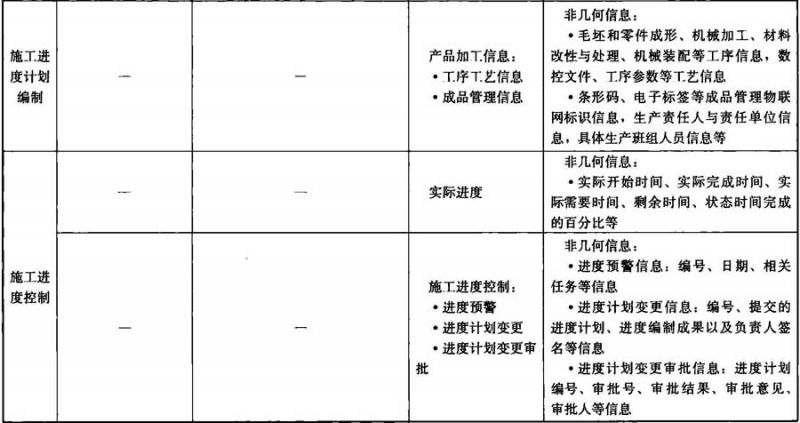 施工进
度计划
编制
—
—
产品加工信息：
•工序工艺信息
•成品管理信息
非几何信息：
•毛坯和零件成形、机械加工、材料
改性与处理、机械装配等工序信息，数
控文件、工序参数等工艺信息
•条形码、电子标签等成品管理物联
网标识信息，生产责任人与责任单位信
息，具体生产班组人员信息等
施工进
度控制
—
—
实际进度
非几何信息：
•实际开始时间、实际完成时间、实
际需要时间、剩余时间、状态时间完成
的百分比等
—
—
施工进度控制：
•进度预警
•进度计划变更
•进度计划变更审
批
非几何信息：
•进度预警信息：编号、日期、相关
任务等信息
•进度计划变更信息：编号、提交的
进度计划、进度编制成果以及负责人签
名等信息
•进度计划变更审批信息：进度计划
编号、审批号、审批结果、审批意见、
审批人等信息